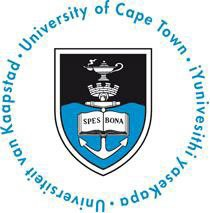 University of Cape Town · iYunivesithi yaseKapa · Universiteit van Kaapstad ·
SPES BONA